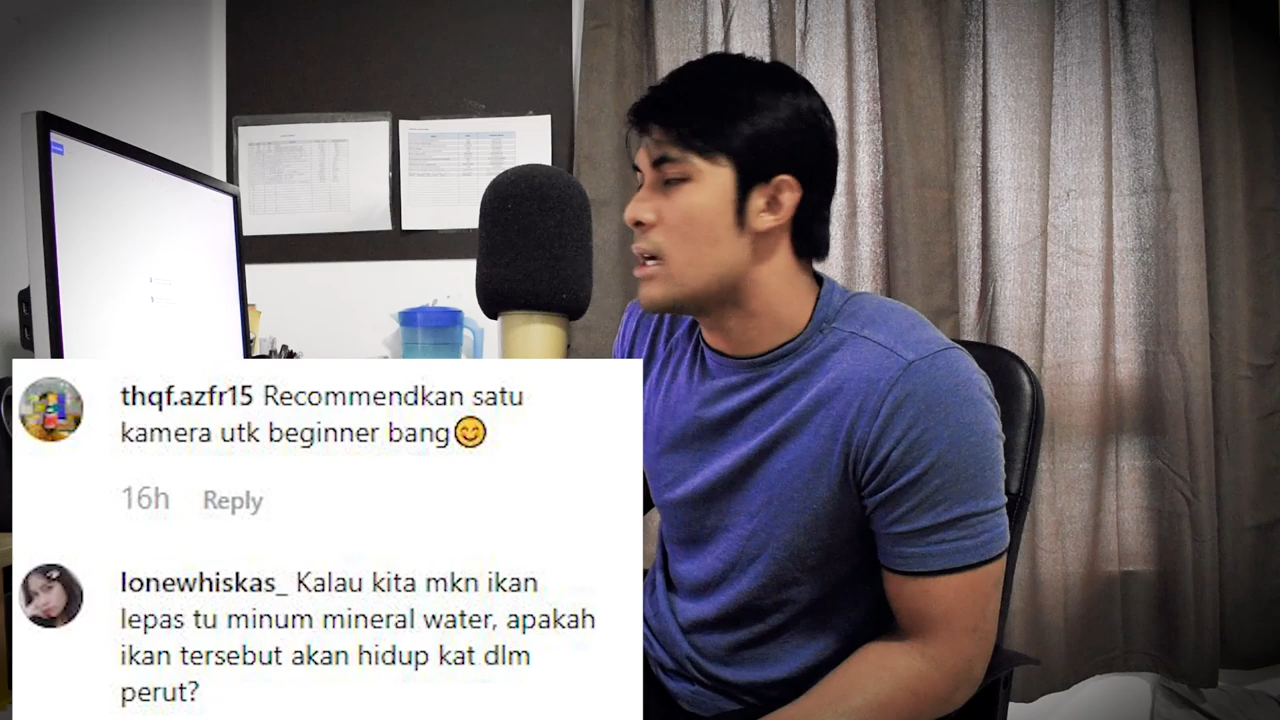 thqf.azfr15 Recommendkan satu
kamera utk beginner bang😊
16h Reply
lonewhiskas_ Kalau kita mkn ikan
lepas tu minum mineral water, apakah
ikan tersebut akan hidup kat dlm
perut?